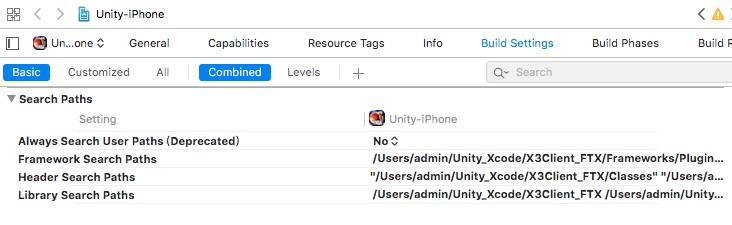 Unity-iPhone
Un...one General Capabilities Resource Tags Info Build Settings Build Phases Build R
Basic Customized All Combined Levels + Search
Search Paths
Setting Unity-iPhone
Always Search User Paths (Deprecated) No
Framework Search Paths /Users/admin/Unity_Xcode/X3Client_FTX/Frameworks/Plugin...
Header Search Paths "/Users/admin/Unity_Xcode/X3Client_FTX/Classes" "/Users/a...
Library Search Paths /Users/admin/Unity_Xcode/X3Client_FTX /Users/admin/Unity...